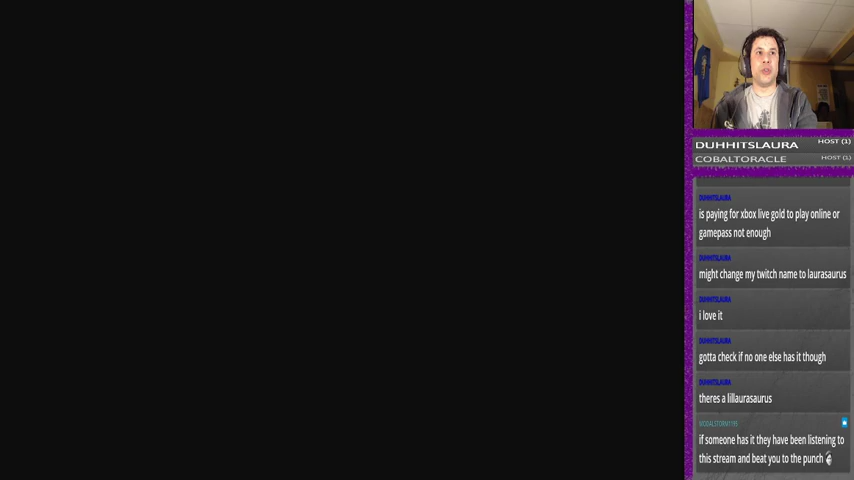 DUHHITSLAURA HOST (1)
COBALTORACLE HOST (1)
DUHHITSLAURA
is paying for xbox live gold to play online or
gamepass not enough
DUHHITSLAURA
might change my twitch name to laurasaurus
DUHHITSLAURA
i love it
DUHHITSLAURA
gotta check if no one else has it though
DUHHITSLAURA
theres a lillaurasaurus
if someone has it they have been listening to
this stream and beat you to the punch